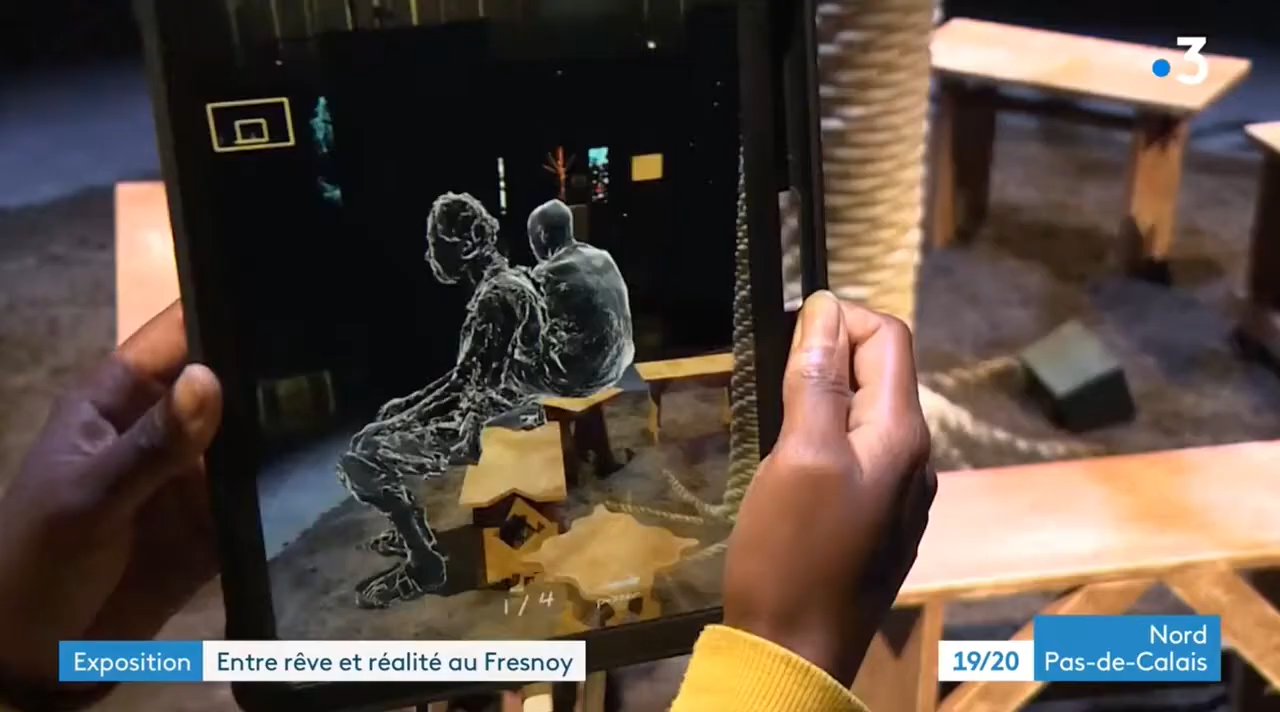 3
1/4
Exposition
Entre rêve et réalité au Fresnoy
19/20
Nord
Pas-de-Calais